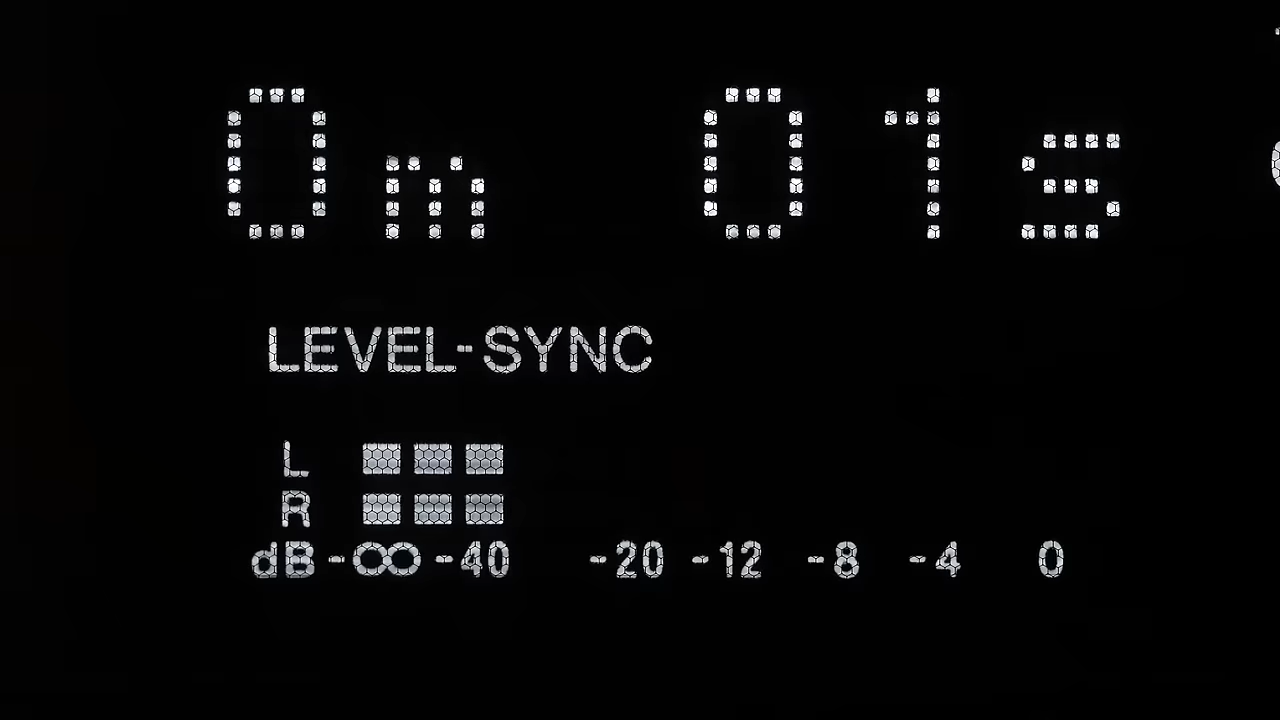 0m 01s
LEVEL-SYNC
L
R
dB -∞ -40 -20 -12 -8 -4 0